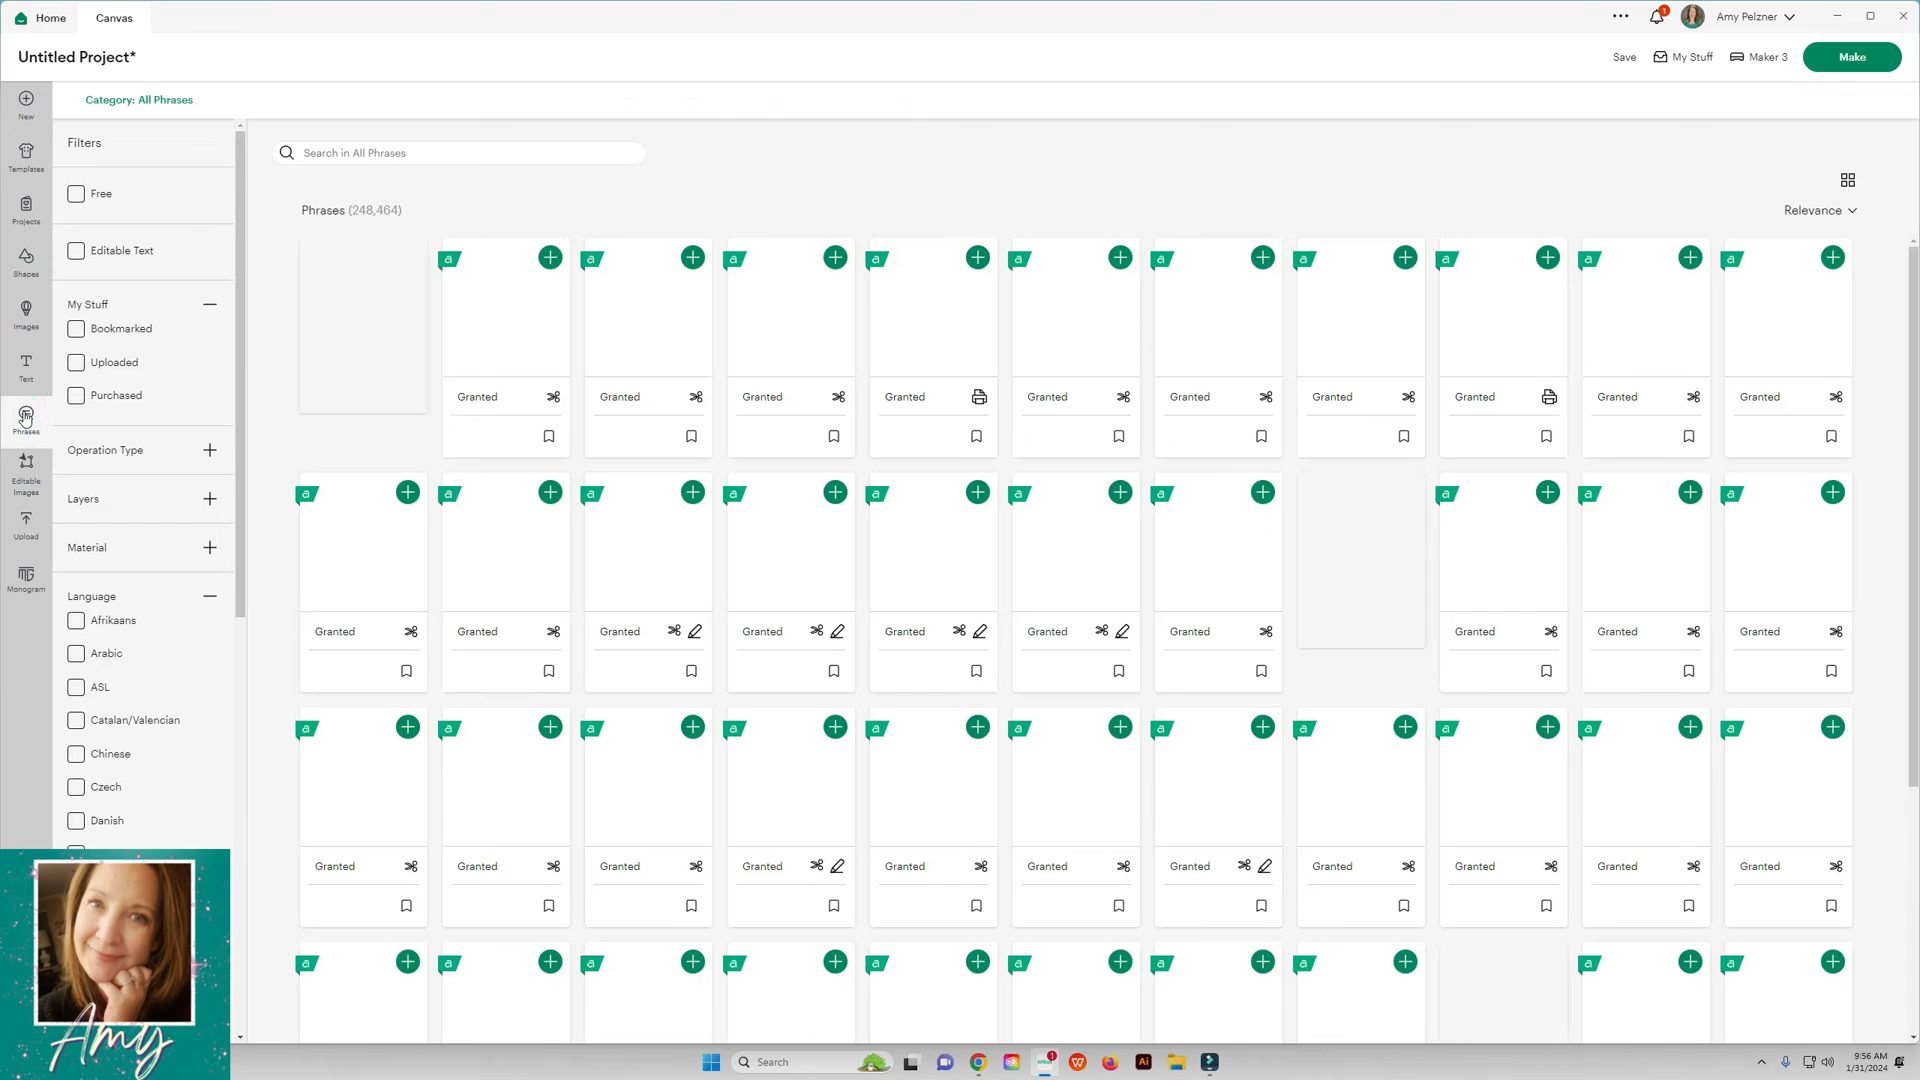 Home
Canvas
1
Amy Pelzner
Untitled Project*
Save
My Stuff
Maker 3
Make
Category: All Phrases
New
Templates
Projects
Shapes
Images
Text
Phrases
Editable
Images
Upload
Monogram
Filters
Free
Editable Text
My Stuff
Bookmarked
Uploaded
Purchased
Operation Type
Layers
Material
Language
Afrikaans
Arabic
ASL
Catalan/Valencian
Chinese
Czech
Danish
Search in All Phrases
Phrases (248,464)
Relevance
a a a a a a a a a a
Granted Granted Granted Granted Granted Granted Granted Granted Granted Granted
a a a a a a a a a a
Granted Granted Granted Granted Granted Granted Granted Granted Granted Granted
a a a a a a a a a a a
Granted Granted Granted Granted Granted Granted Granted Granted Granted Granted Granted
a a a a a a a a a a
Amy
Search
cricut
1
W
Ai
9:56 AM
1/31/2024